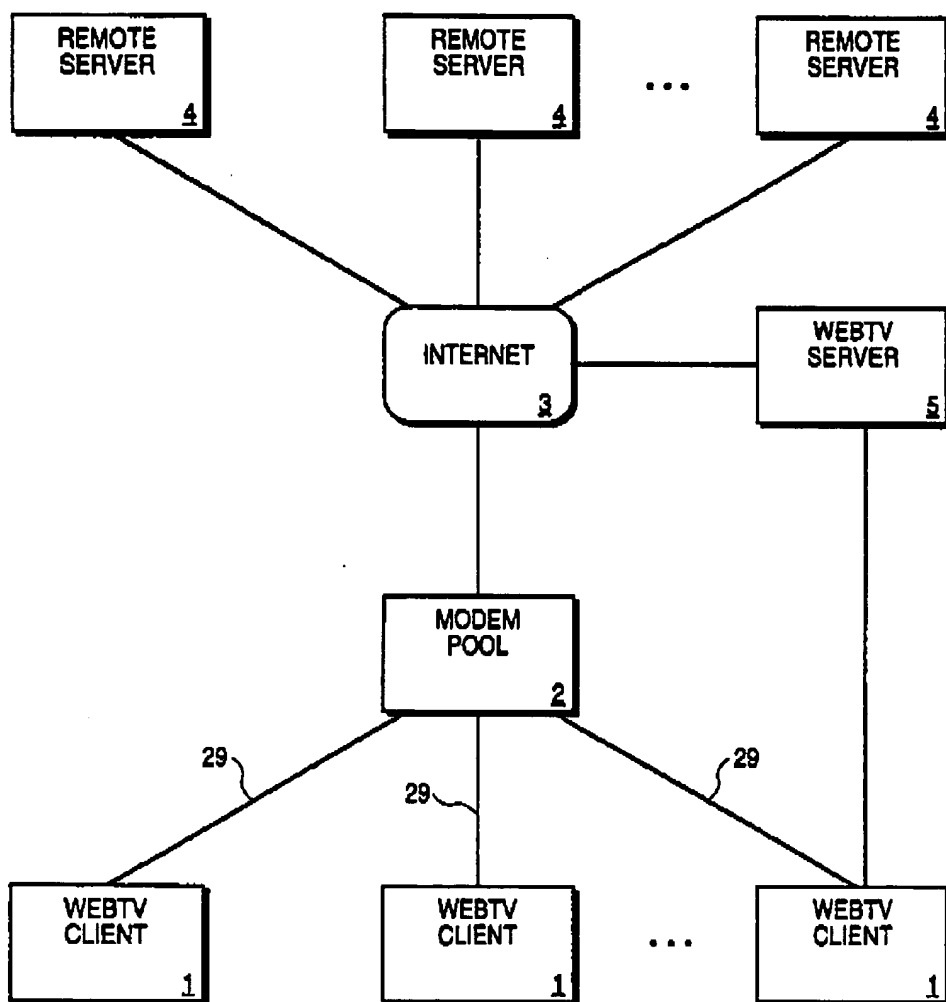 REMOTE
SERVER
4
REMOTE
SERVER
4
...
REMOTE
SERVER
4
INTERNET
3
WEBTV
SERVER
5
MODEM
POOL
2
29
29
29
WEBTV
CLIENT
1
WEBTV
CLIENT
1
...
WEBTV
CLIENT
1